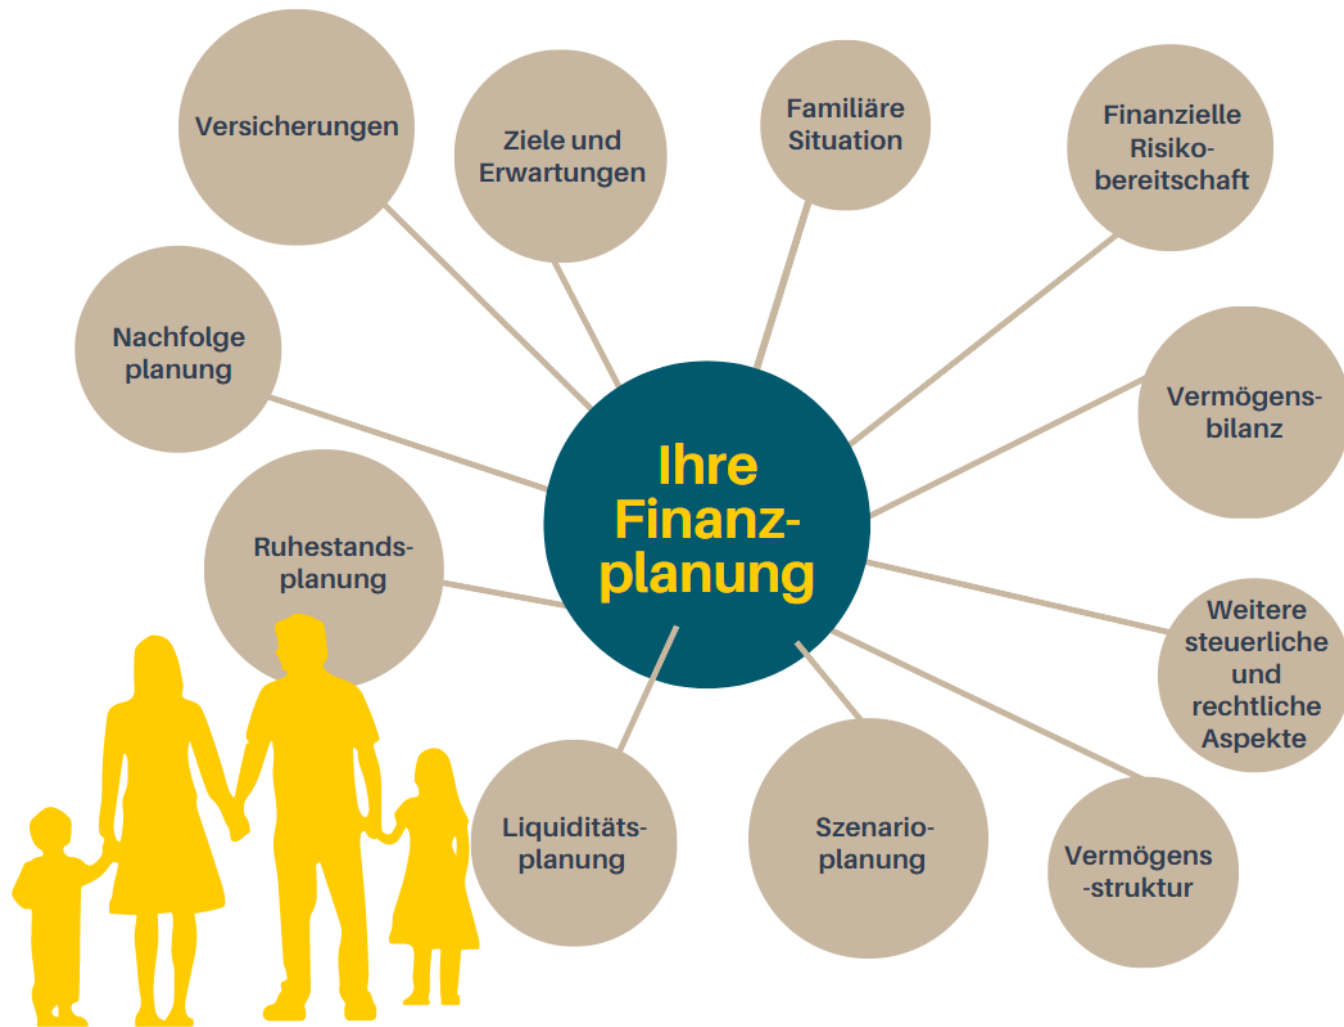 Versicherungen
Ziele und
Erwartungen
Familiäre
Situation
Finanzielle
Risiko-
bereitschaft
Nachfolge
planung
Vermögens-
bilanz
Ihre
Finanz-
planung
Ruhestands-
planung
Weitere
steuerliche
und
rechtliche
Aspekte
Liquiditäts-
planung
Szenario-
planung
Vermögens
-struktur